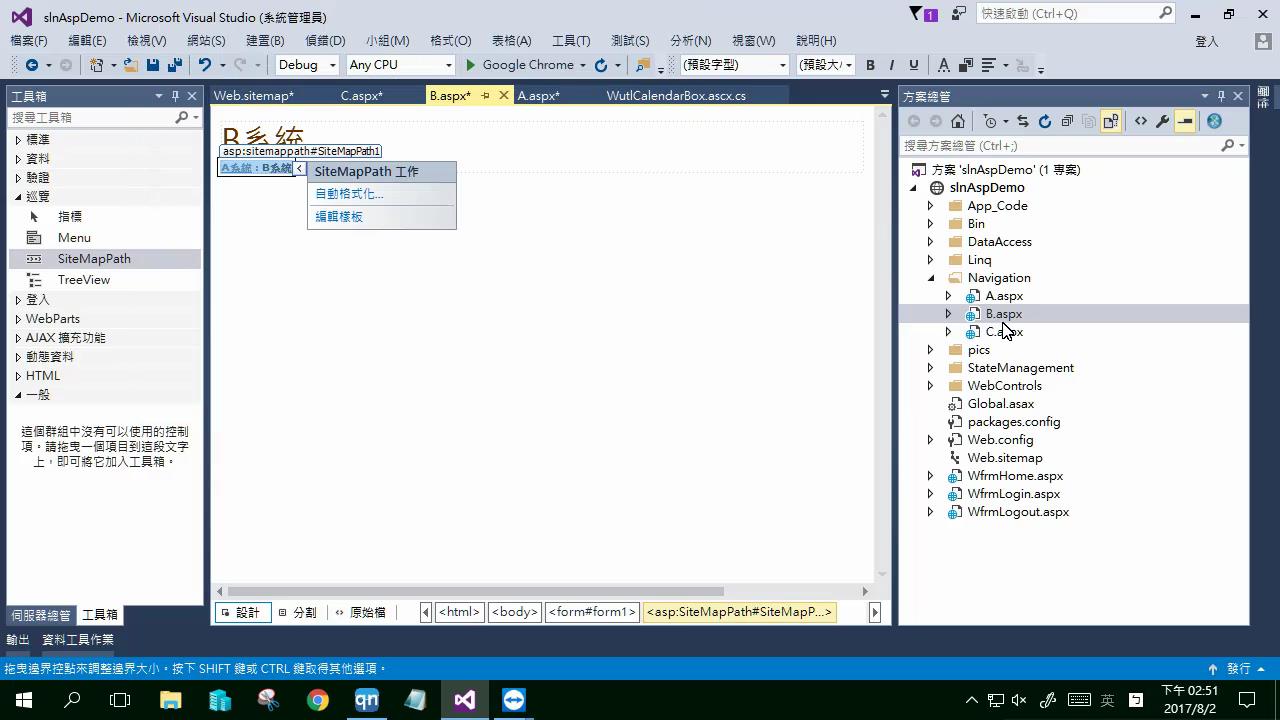 slnAspDemo - Microsoft Visual Studio (系統管理員)
1
快速啟動 (Ctrl+Q)
檔案(F) 編輯(E) 檢視(V) 網站(S) 建置(B) 偵錯(D) 小組(M) 格式(O) 表格(A) 工具(T) 測試(S) 分析(N) 視窗(W) 說明(H)
登入
Debug Any CPU Google Chrome (預設字型) (預設大 B I U A
工具箱
搜尋工具箱
標準
資料
驗證
巡覽
指標
Menu
SiteMapPath
TreeView
登入
WebParts
AJAX 擴充功能
動態資料
HTML
一般
這個群組中沒有可以使用的控制
項。請拖曳一個項目到這段文字
上，即可將它加入工具箱。
伺服器總管 工具箱
Web.sitemap* C.aspx* B.aspx* A.aspx* WutlCalendarBox.ascx.cs
B系統
asp:sitemappath#SiteMapPath1
A系統 : B系統
SiteMapPath 工作
自動格式化...
編輯樣板
設計 分割 原始檔 <html> <body> <form#form1> <asp:SiteMapPath#SiteMapP...>
方案總管
搜尋方案總管 (Ctrl+;)
方案 'slnAspDemo' (1 專案)
slnAspDemo
App_Code
Bin
DataAccess
Linq
Navigation
A.aspx
B.aspx
C.aspx
pics
StateManagement
WebControls
Global.asax
packages.config
Web.config
Web.sitemap
WfrmHome.aspx
WfrmLogin.aspx
WfrmLogout.aspx
輸出 資料工具作業
拖曳邊界控點來調整邊界大小。按下 SHIFT 鍵或 CTRL 鍵取得其他選項。
發行
qn
英
下午 02:51
2017/8/2